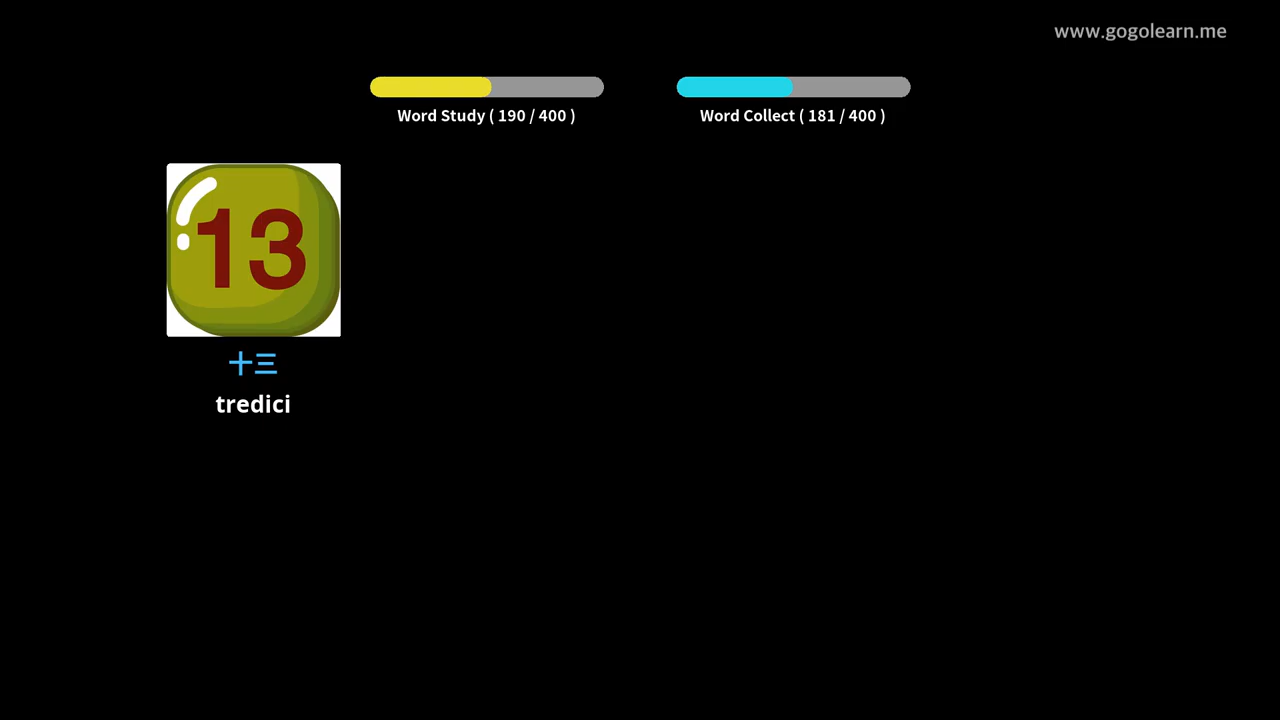 www.gogolearn.me
Word Study ( 190 / 400 )
Word Collect ( 181 / 400 )
13
十三
tredici